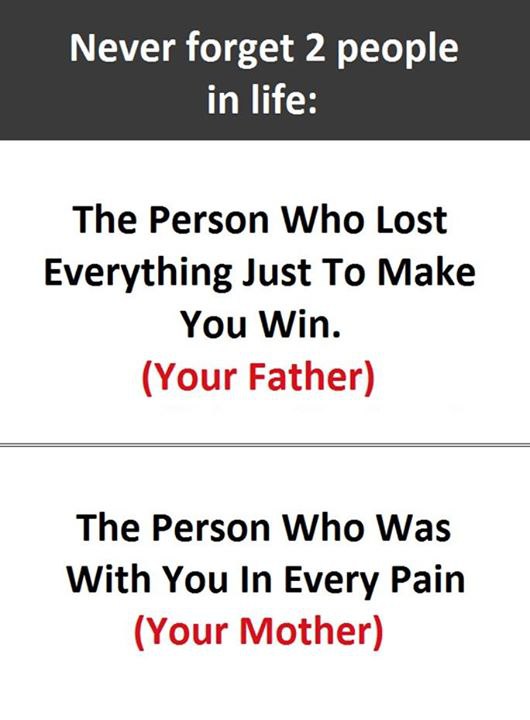 Never forget 2 people
in life:
The Person Who Lost
Everything Just To Make
You Win.
(Your Father)
The Person Who Was
With You In Every Pain
(Your Mother)